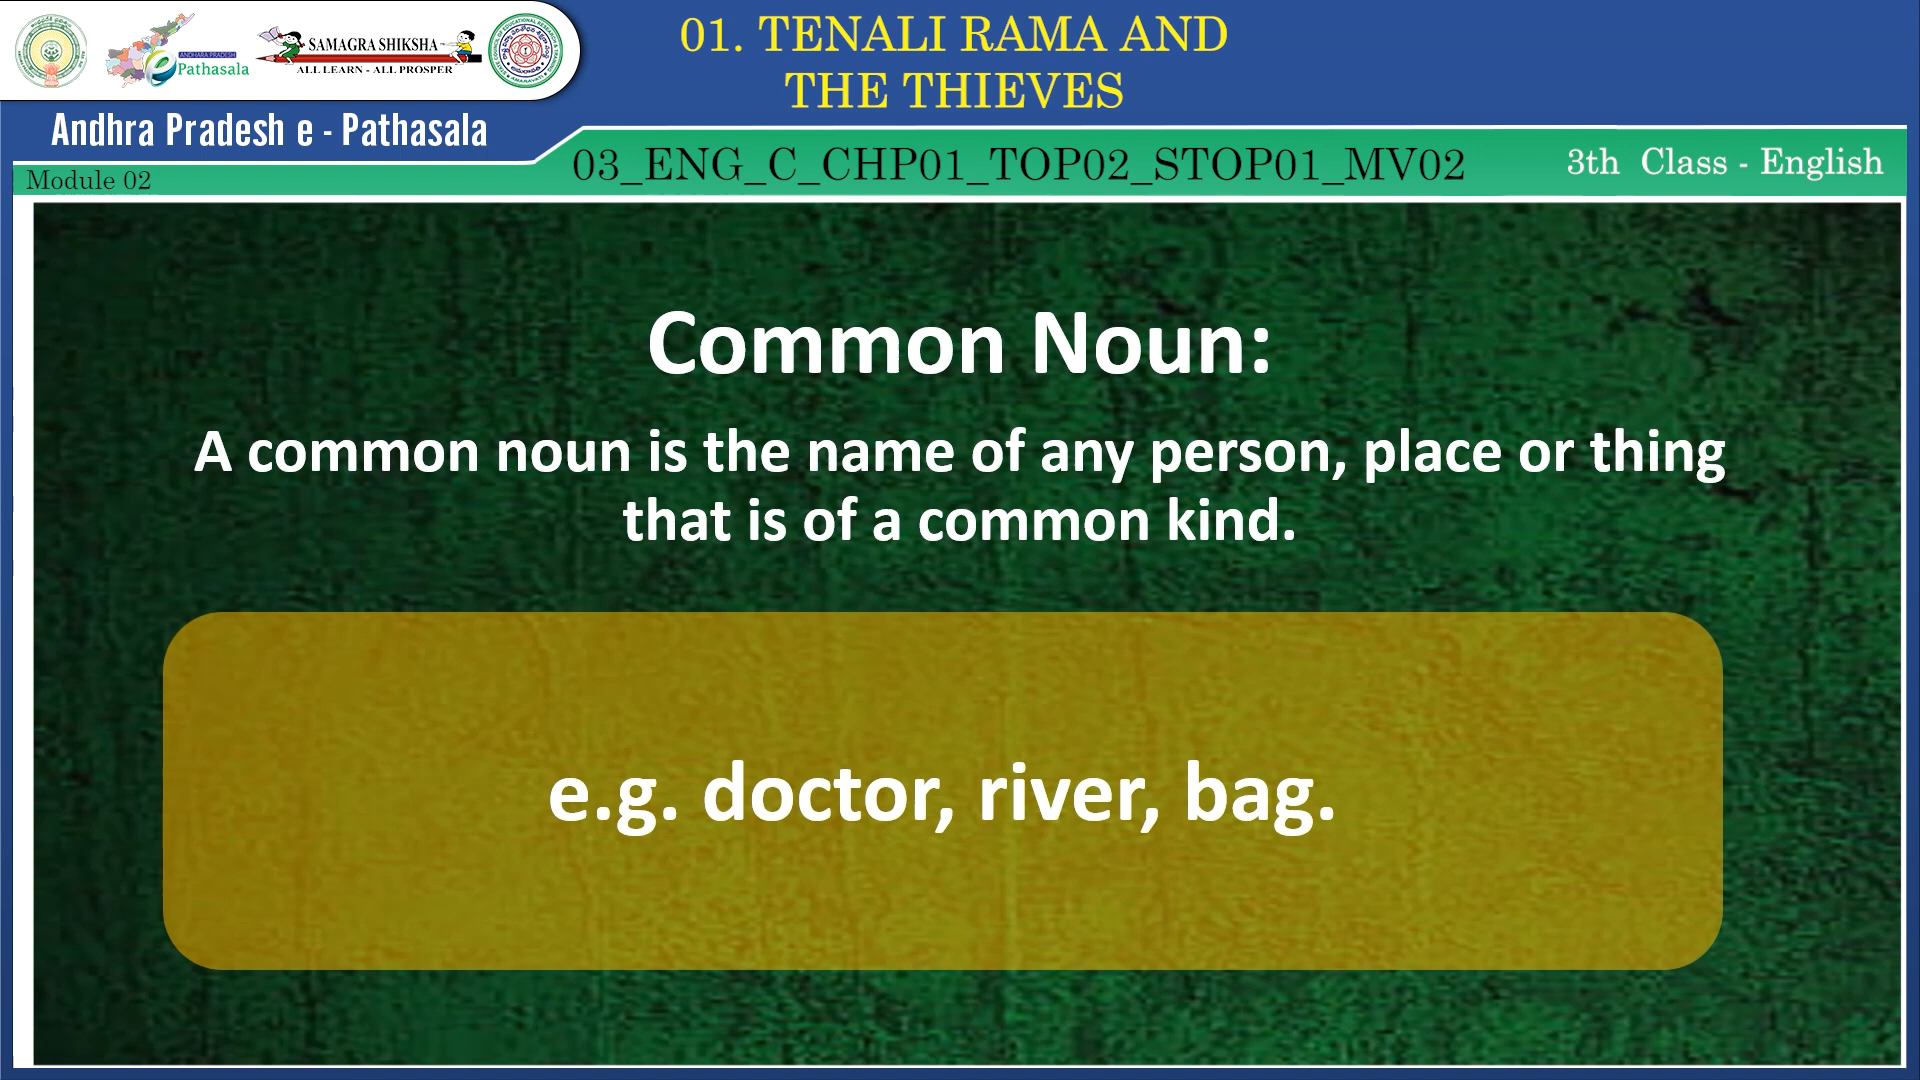 ANDHRA PRADESH
e Pathasala
SAMAGRA SHIKSHA
ALL LEARN - ALL PROSPER
01. TENALI RAMA AND
THE THIEVES
Andhra Pradesh e - Pathasala
Module 02
03_ENG_C_CHP01_TOP02_STOP01_MV02
3th Class - English
Common Noun:
A common noun is the name of any person, place or thing
that is of a common kind.
e.g. doctor, river, bag.